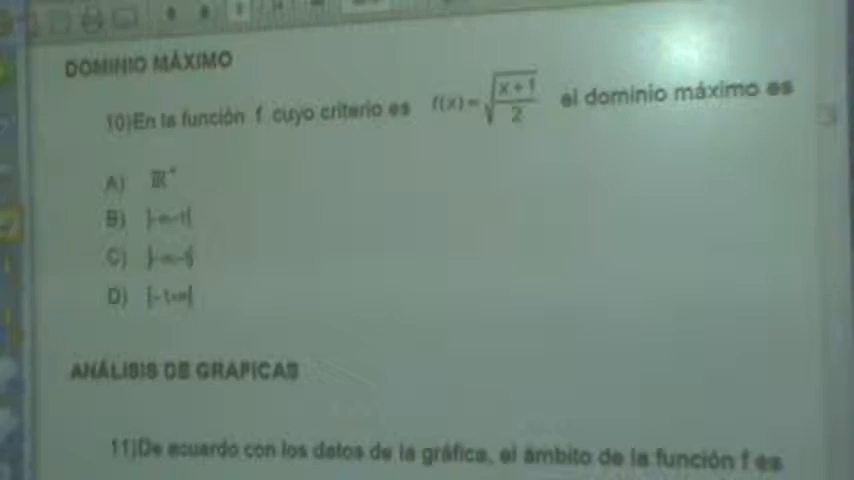 DOMINIO MÁXIMO
10)En la función f cuyo criterio es f(x)=√((x+1)/2) el dominio máximo es
A) ℝ⁺
B) ]-∞,-1[
C) ]-∞,-1]
D) [-1,+∞[
ANÁLISIS DE GRAFICAS
11)De acuerdo con los datos de la gráfica, el ámbito de la función f es